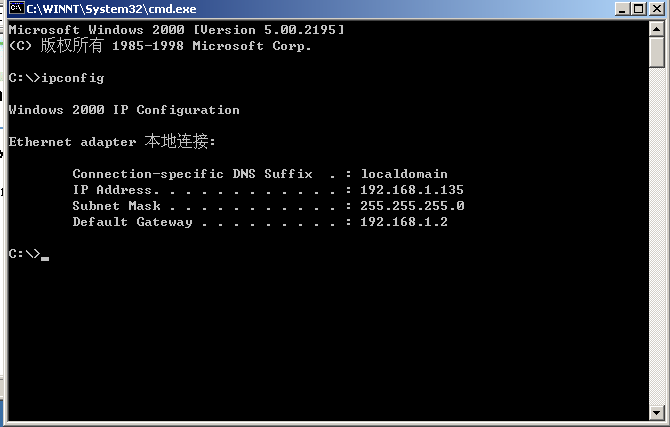 C:\WINNT\System32\cmd.exe
Microsoft Windows 2000 [Version 5.00.2195]
(C) 版权所有 1985-1998 Microsoft Corp.
C:\>ipconfig
Windows 2000 IP Configuration
Ethernet adapter 本地连接:
Connection-specific DNS Suffix . : localdomain
IP Address. . . . . . . . . . . . : 192.168.1.135
Subnet Mask . . . . . . . . . . . : 255.255.255.0
Default Gateway . . . . . . . . . : 192.168.1.2
C:\>